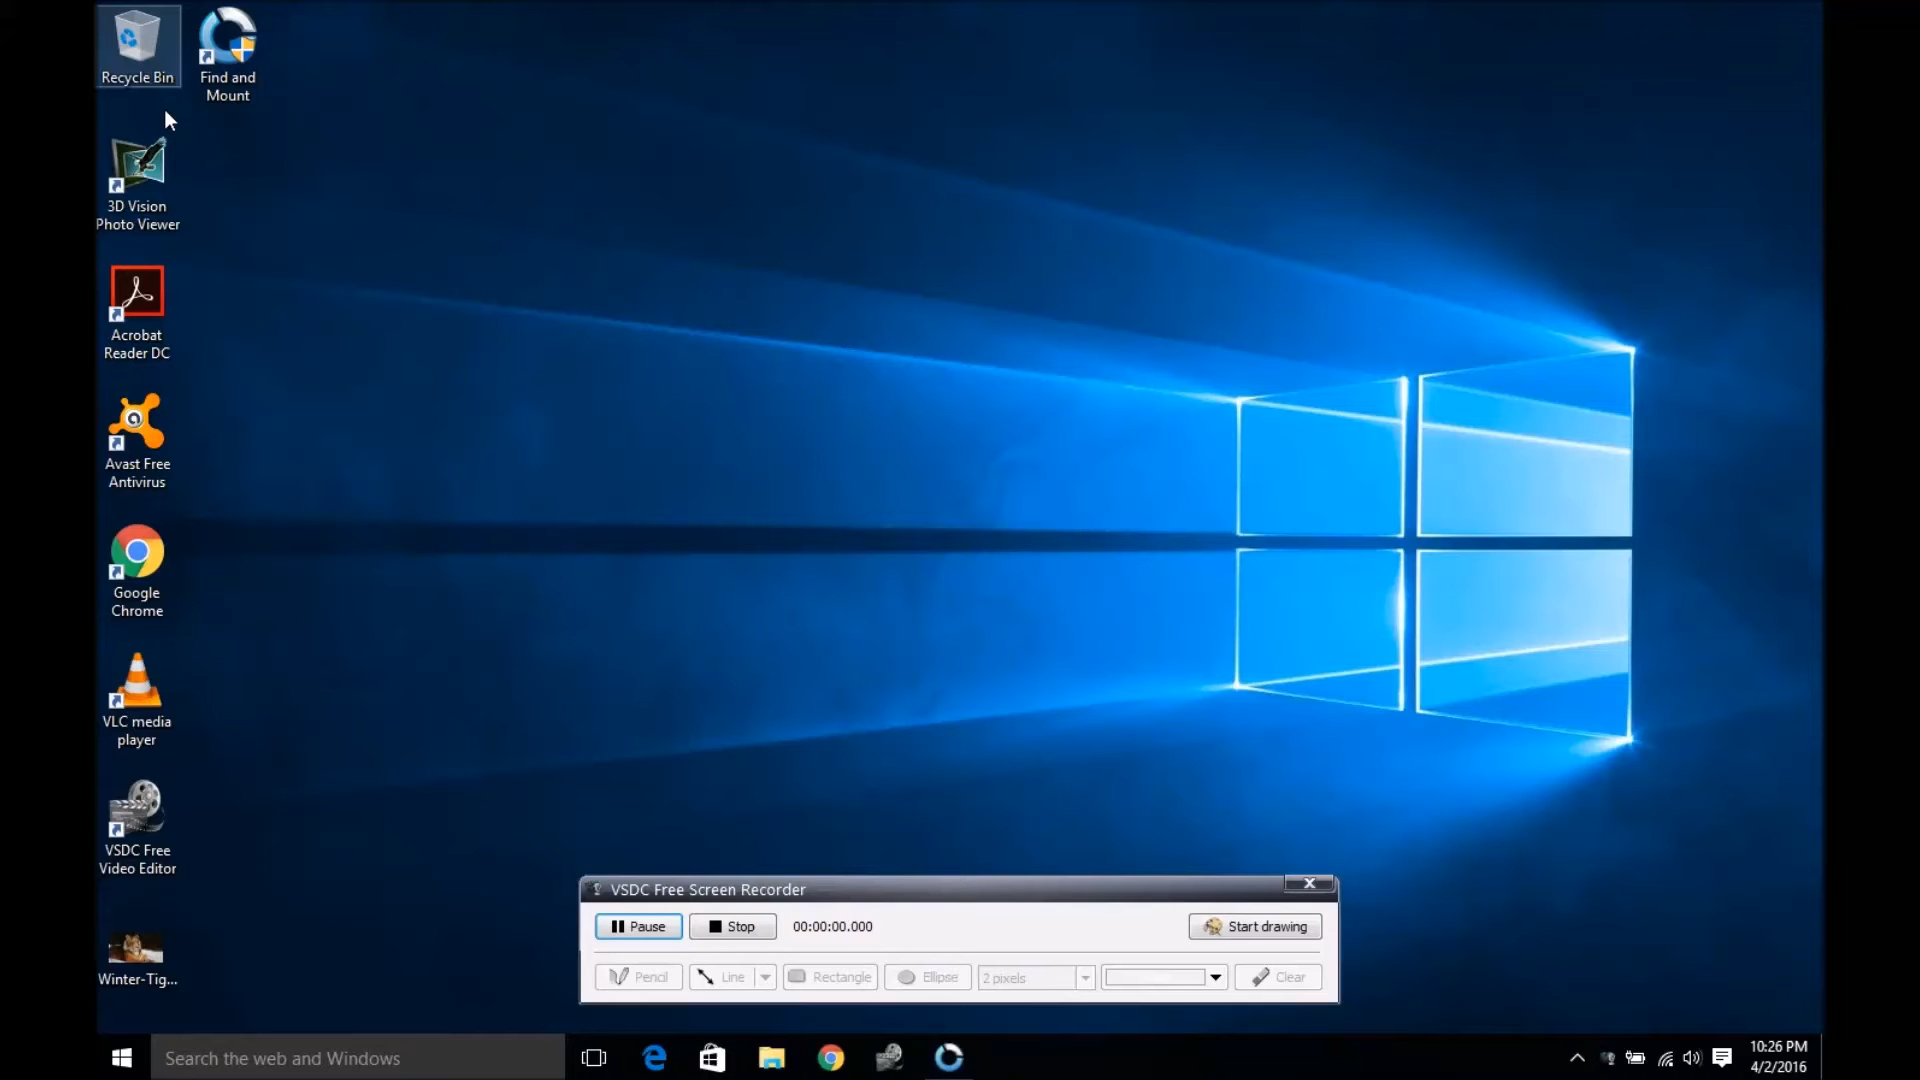 Recycle Bin
Find and
Mount
3D Vision
Photo Viewer
Acrobat
Reader DC
Avast Free
Antivirus
Google
Chrome
VLC media
player
VSDC Free
Video Editor
Winter-Tig...
VSDC Free Screen Recorder
Pause
Stop
00:00:00.000
Start drawing
Pencil
Line
Rectangle
Ellipse
2 pixels
Clear
Search the web and Windows
10:26 PM
4/2/2016